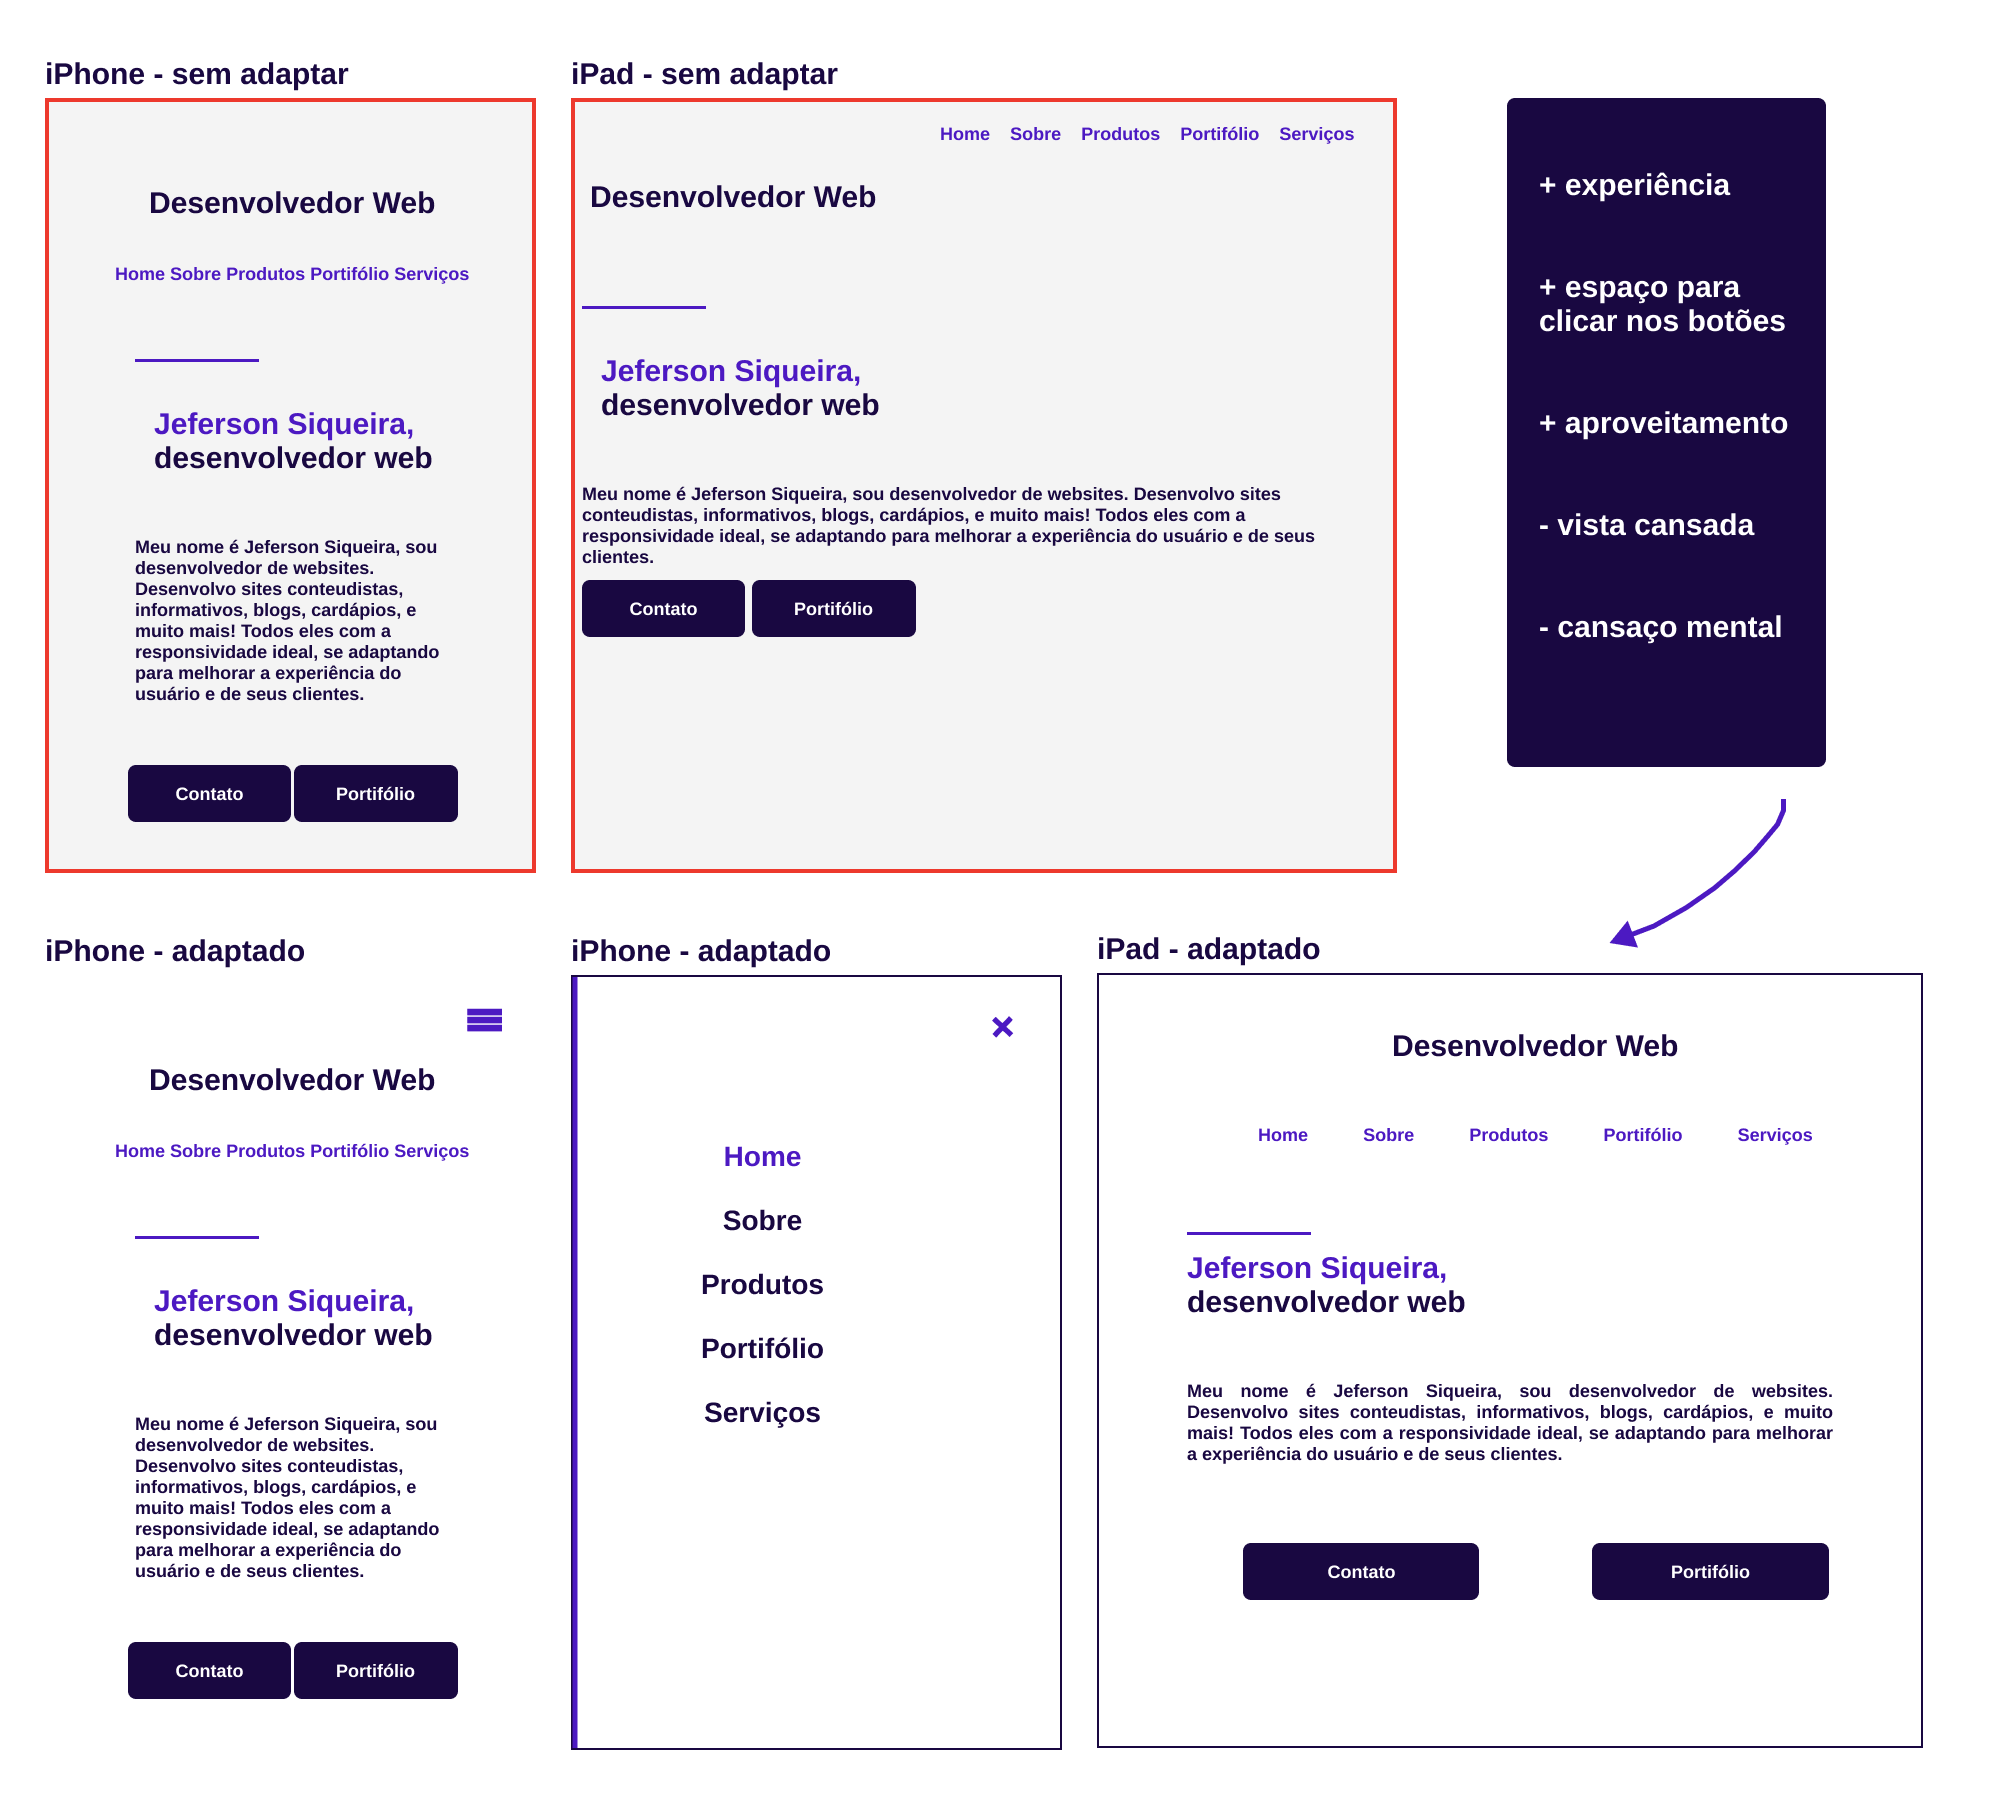 iPhone - sem adaptar
Desenvolvedor Web
Home Sobre Produtos Portifólio Serviços
Jeferson Siqueira,
desenvolvedor web
Meu nome é Jeferson Siqueira, sou
desenvolvedor de websites.
Desenvolvo sites conteudistas,
informativos, blogs, cardápios, e
muito mais! Todos eles com a
responsividade ideal, se adaptando
para melhorar a experiência do
usuário e de seus clientes.
Contato
Portifólio
iPad - sem adaptar
Home Sobre Produtos Portifólio Serviços
Desenvolvedor Web
Jeferson Siqueira,
desenvolvedor web
Meu nome é Jeferson Siqueira, sou desenvolvedor de websites. Desenvolvo sites
conteudistas, informativos, blogs, cardápios, e muito mais! Todos eles com a
responsividade ideal, se adaptando para melhorar a experiência do usuário e de seus
clientes.
Contato
Portifólio
+ experiência
+ espaço para
clicar nos botões
+ aproveitamento
- vista cansada
- cansaço mental
iPhone - adaptado
Desenvolvedor Web
Home Sobre Produtos Portifólio Serviços
Jeferson Siqueira,
desenvolvedor web
Meu nome é Jeferson Siqueira, sou
desenvolvedor de websites.
Desenvolvo sites conteudistas,
informativos, blogs, cardápios, e
muito mais! Todos eles com a
responsividade ideal, se adaptando
para melhorar a experiência do
usuário e de seus clientes.
Contato
Portifólio
iPhone - adaptado
Home
Sobre
Produtos
Portifólio
Serviços
iPad - adaptado
Desenvolvedor Web
Home Sobre Produtos Portifólio Serviços
Jeferson Siqueira,
desenvolvedor web
Meu nome é Jeferson Siqueira, sou desenvolvedor de websites.
Desenvolvo sites conteudistas, informativos, blogs, cardápios, e muito
mais! Todos eles com a responsividade ideal, se adaptando para melhorar
a experiência do usuário e de seus clientes.
Contato
Portifólio